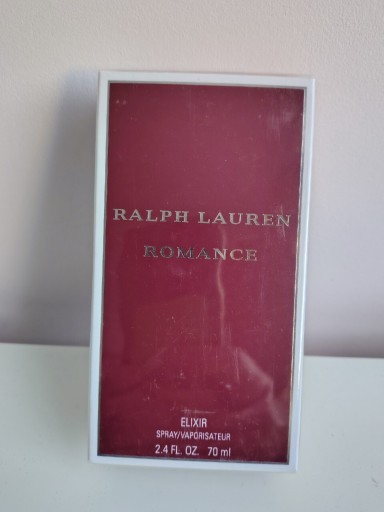 RALPH LAUREN
ROMANCE
ELIXIR
SPRAY/VAPORISATEUR
2.4 FL. OZ. 70 ml